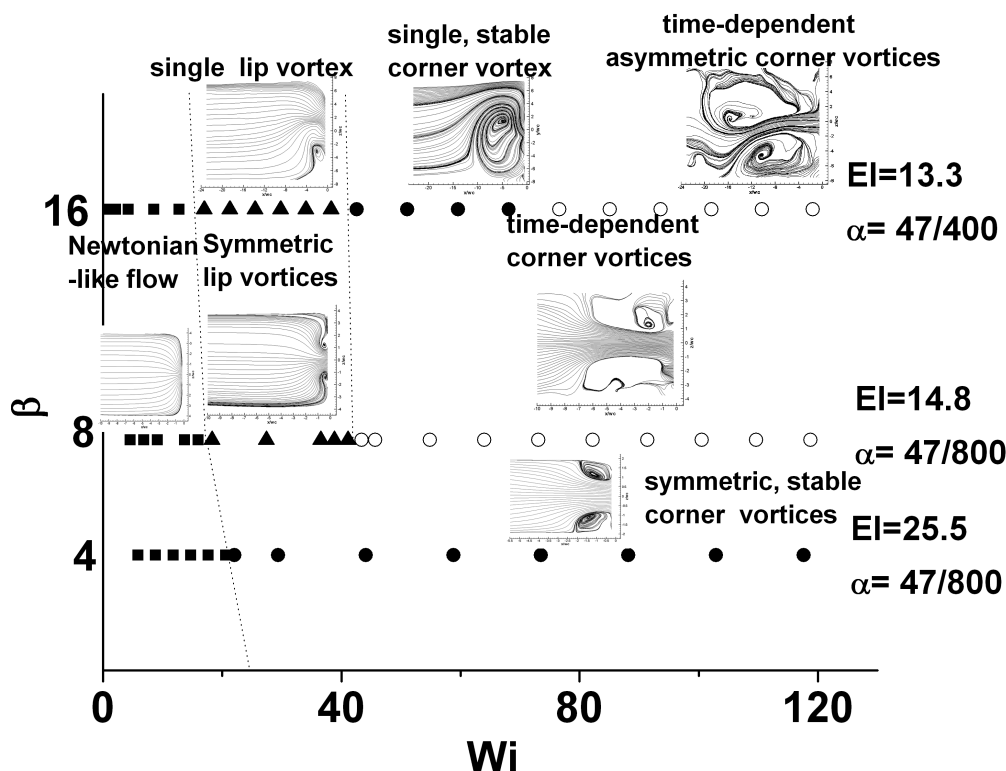 time-dependent
asymmetric corner vortices
single, stable
corner vortex
single lip vortex
El=13.3
16
α= 47/400
time-dependent
corner vortices
Newtonian
-like flow
Symmetric
lip vortices
β
El=14.8
8
α= 47/800
symmetric, stable
corner vortices
El=25.5
4
α= 47/800
0
40
80
120
Wi